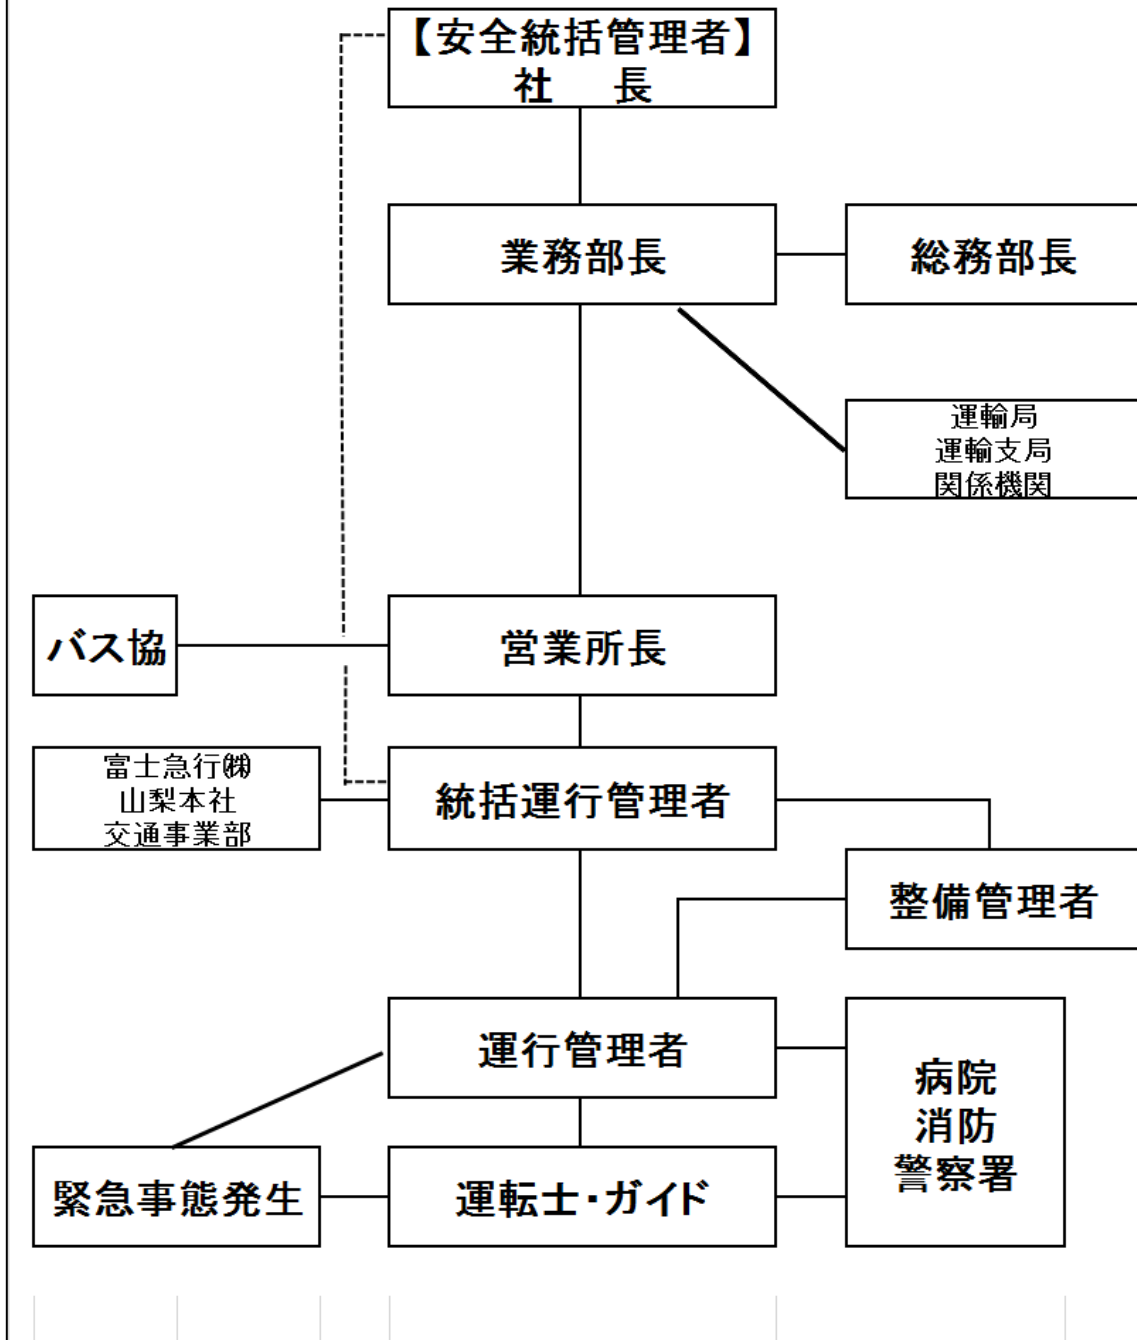 【安全統括管理者】
社 長
業務部長
総務部長
運輸局
運輸支局
関係機関
バス協
営業所長
富士急行㈱
山梨本社
交通事業部
統括運行管理者
整備管理者
運行管理者
病院
消防
警察署
緊急事態発生
運転士・ガイド